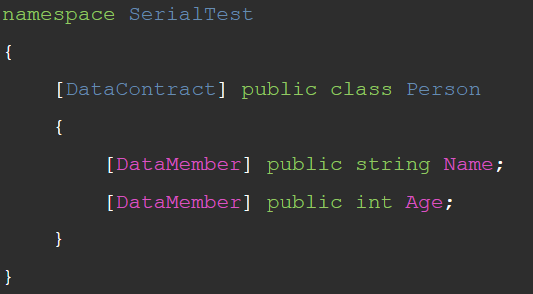 namespace SerialTest
{
    [DataContract] public class Person
    {
        [DataMember] public string Name;
        [DataMember] public int Age;
    }
}